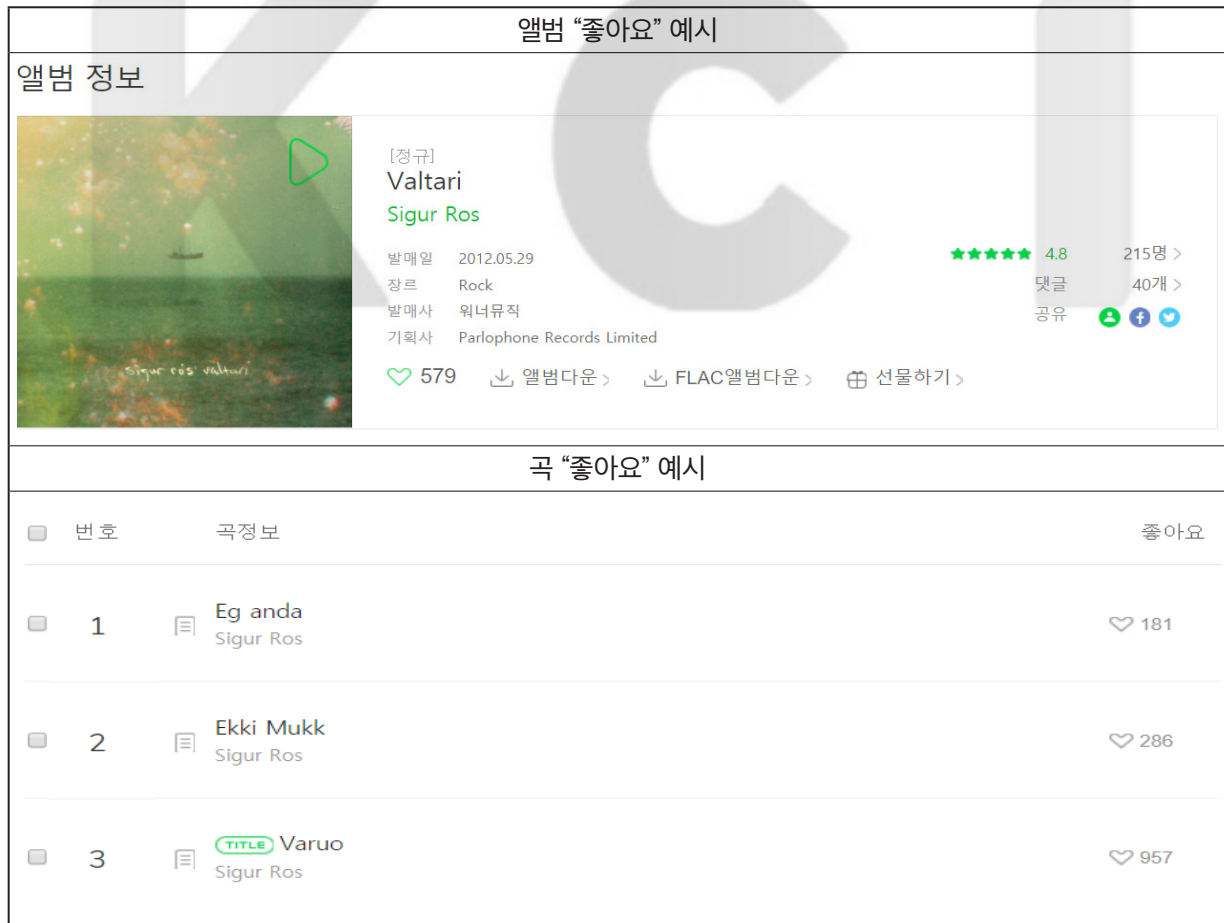 앨범 “좋아요” 예시
앨범 정보
[정규]
Valtari
Sigur Ros
발매일 2012.05.29
장르 Rock
발매사 워너뮤직
기획사 Parlophone Records Limited
4.8 215명 >
댓글 40개 >
공유
579 앨범다운 > FLAC앨범다운 > 선물하기 >
sigur rós valtari
곡 “좋아요” 예시
번호 곡정보 좋아요
1 Eg anda 181
Sigur Ros
2 Ekki Mukk 286
Sigur Ros
3 TITLE Varuo 957
Sigur Ros
KCI